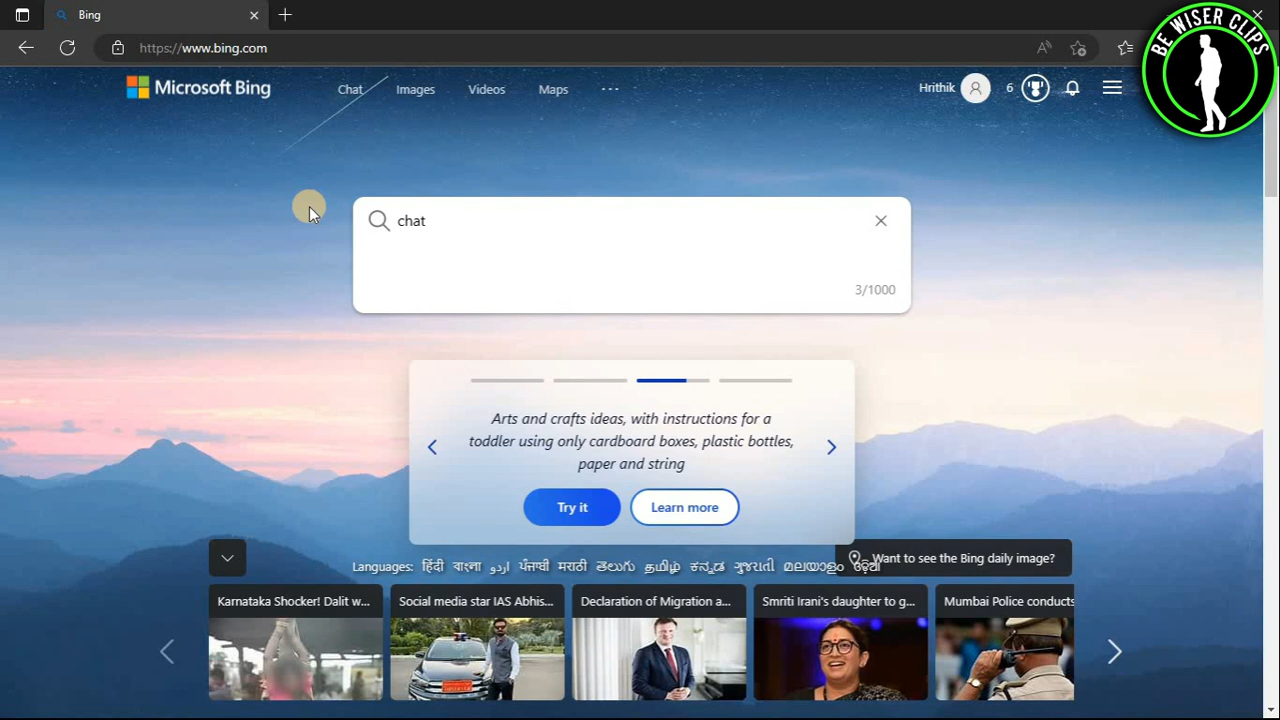 Bing
https://www.bing.com
BE WISER CLIPS
Microsoft Bing
Chat
Images
Videos
Maps
Hrithik
6
chat
3/1000
Arts and crafts ideas, with instructions for a
toddler using only cardboard boxes, plastic bottles,
paper and string
Try it
Learn more
Want to see the Bing daily image?
Languages: हिंदी বাংলা اردو ਪੰਜਾਬੀ मराठी తెలుగు தமிழ் ಕನ್ನಡ ગુજરાતી മലയാളം ଓଡ଼ିଆ
Karnataka Shocker! Dalit w...
Social media star IAS Abhis...
Declaration of Migration a...
Smriti Irani's daughter to g...
Mumbai Police conducts